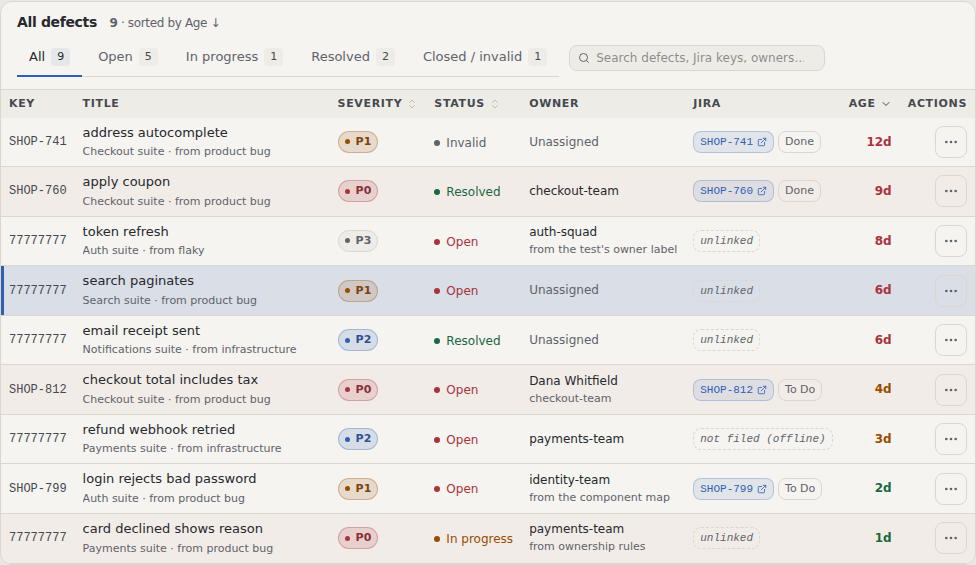 All defects 9 · sorted by Age ↓
All 9 Open 5 In progress 1 Resolved 2 Closed / invalid 1 Search defects, Jira keys, owners...
KEY TITLE SEVERITY STATUS OWNER JIRA AGE ACTIONS
address autocomplete
SHOP-741 P1 Invalid Unassigned SHOP-741 Done 12d
Checkout suite · from product bug
apply coupon
SHOP-760 P0 Resolved checkout-team SHOP-760 Done 9d
Checkout suite · from product bug
token refresh auth-squad
77777777 P3 Open unlinked 8d
Auth suite · from flaky from the test's owner label
search paginates
77777777 P1 Open Unassigned unlinked 6d
Search suite · from product bug
email receipt sent
77777777 P2 Resolved Unassigned unlinked 6d
Notifications suite · from infrastructure
checkout total includes tax Dana Whitfield
SHOP-812 P0 Open SHOP-812 To Do 4d
Checkout suite · from product bug checkout-team
refund webhook retried
77777777 P2 Open payments-team not filed (offline) 3d
Payments suite · from infrastructure
login rejects bad password identity-team
SHOP-799 P1 Open SHOP-799 To Do 2d
Auth suite · from product bug from the component map
card declined shows reason payments-team
77777777 P0 In progress unlinked 1d
Payments suite · from product bug from ownership rules